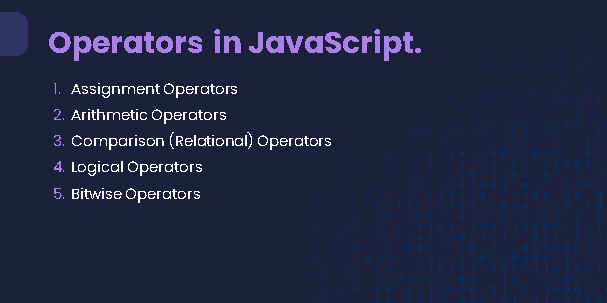 Operators in JavaScript.
1. Assignment Operators
2. Arithmetic Operators
3. Comparison (Relational) Operators
4. Logical Operators
5. Bitwise Operators